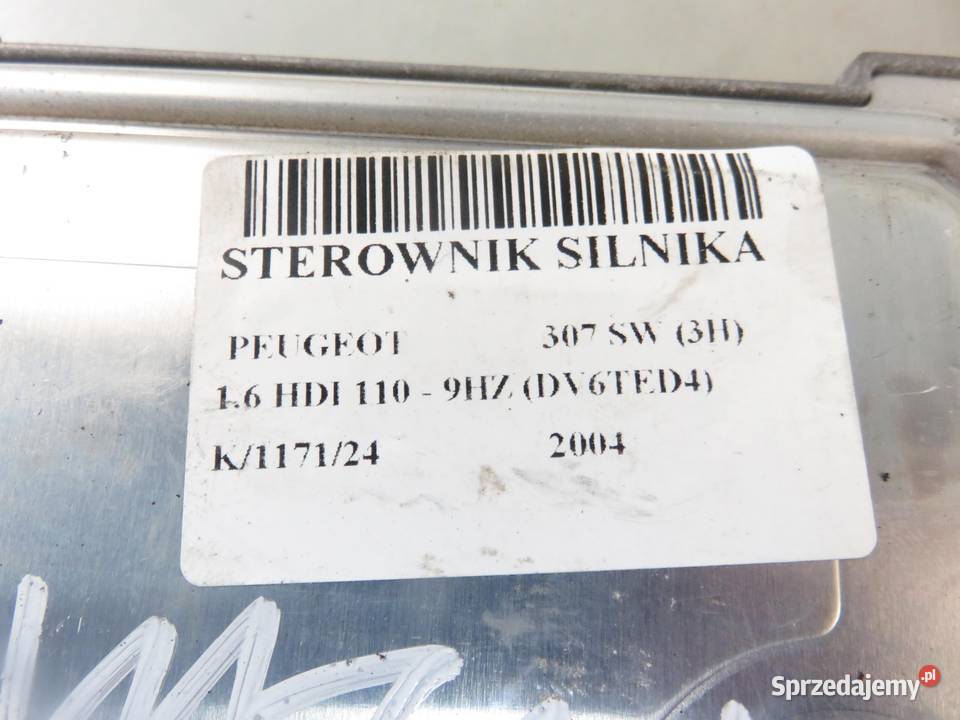 STEROWNIK SILNIKA
PEUGEOT 307 SW (3H)
1.6 HDI 110 - 9HZ (DV6TED4)
K/1171/24 2004
Sprzedajemy.pl